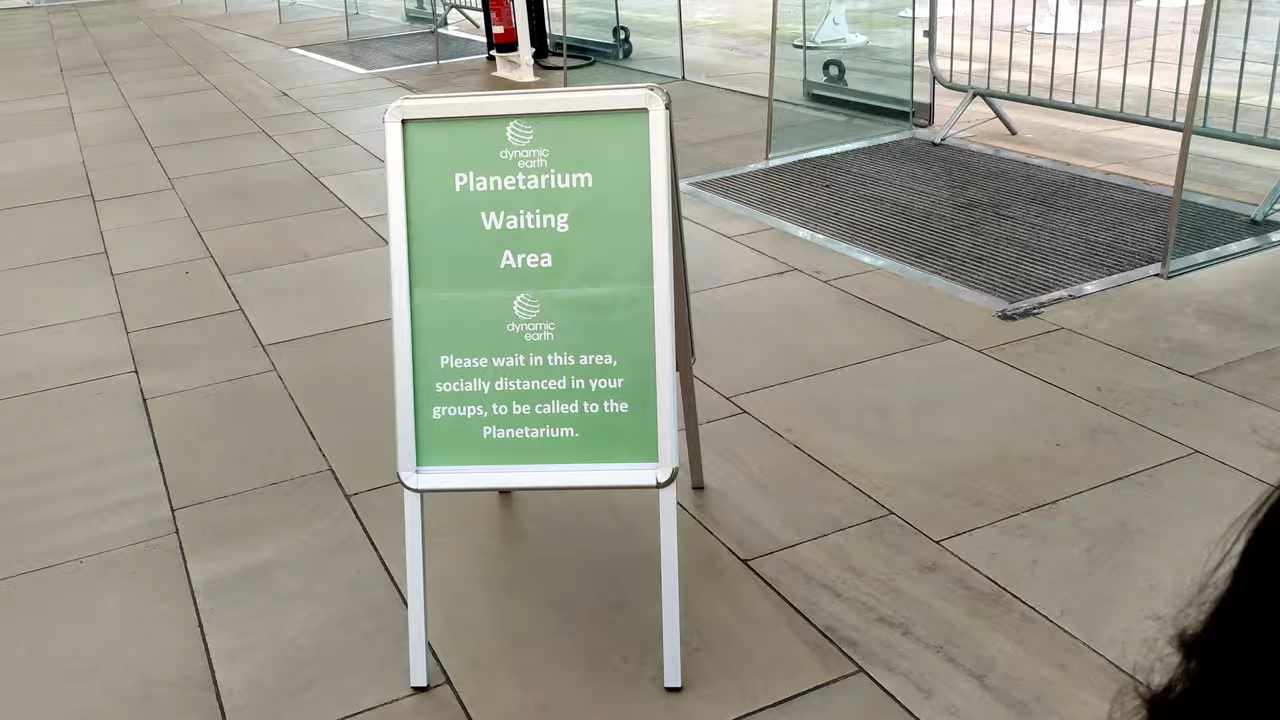 dynamic
earth
Planetarium
Waiting
Area
dynamic
earth
Please wait in this area,
socially distanced in your
groups, to be called to the
Planetarium.